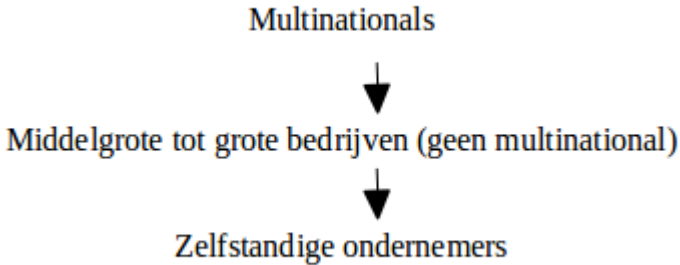 Multinationals
Middelgrote tot grote bedrijven (geen multinational)
Zelfstandige ondernemers